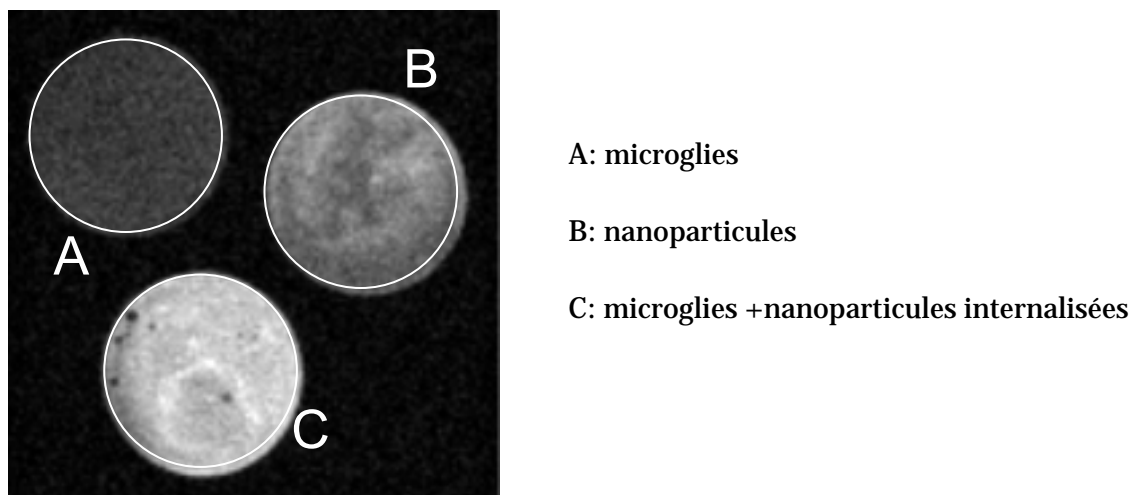 B
A
C
A: microglies
B: nanoparticules
C: microglies +nanoparticules internalisées